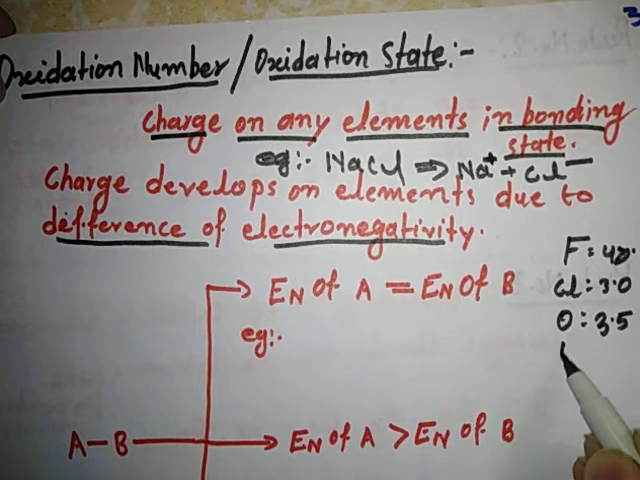 Oxidation Number / Oxidation State:-
Charge on any elements in bonding
state.
eg:- NaCl ⇒ Na⁺ + Cl⁻
Charge develops on elements due to
difference of electronegativity.
F = 4.0
Cl : 3.0
O : 3.5
EN of A = EN of B
eg:-
A-B
EN of A > EN of B